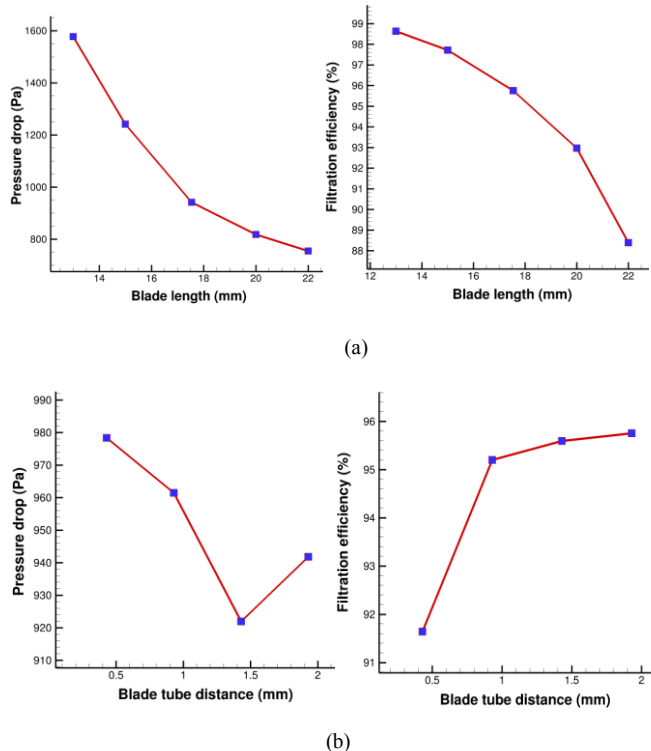 1600
1400
1200
1000
800
Pressure drop (Pa)
14 16 18 20 22
Blade length (mm)
99
98
97
96
95
94
93
92
91
90
89
88
Filtration efficiency (%)
12 14 16 18 20 22
Blade length (mm)
(a)
990
980
970
960
950
940
930
920
910
Pressure drop (Pa)
0.5 1 1.5 2
Blade tube distance (mm)
96
95
94
93
92
91
Filtration efficiency (%)
0.5 1 1.5 2
Blade tube distance (mm)
(b)